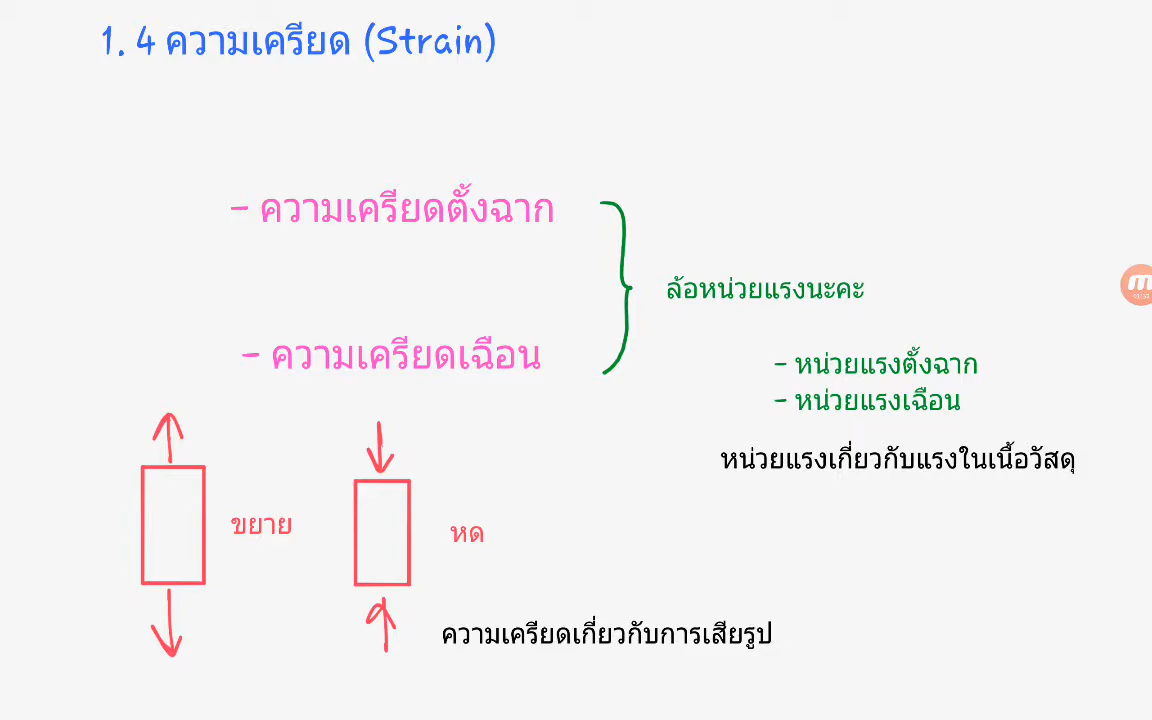 1. 4 ความเครียด (Strain)
- ความเครียดตั้งฉาก
ล้อหน่วยแรงนะคะ
- ความเครียดเฉือน
- หน่วยแรงตั้งฉาก
- หน่วยแรงเฉือน
หน่วยแรงเกี่ยวกับแรงในเนื้อวัสดุ
ขยาย
หด
ความเครียดเกี่ยวกับการเสียรูป